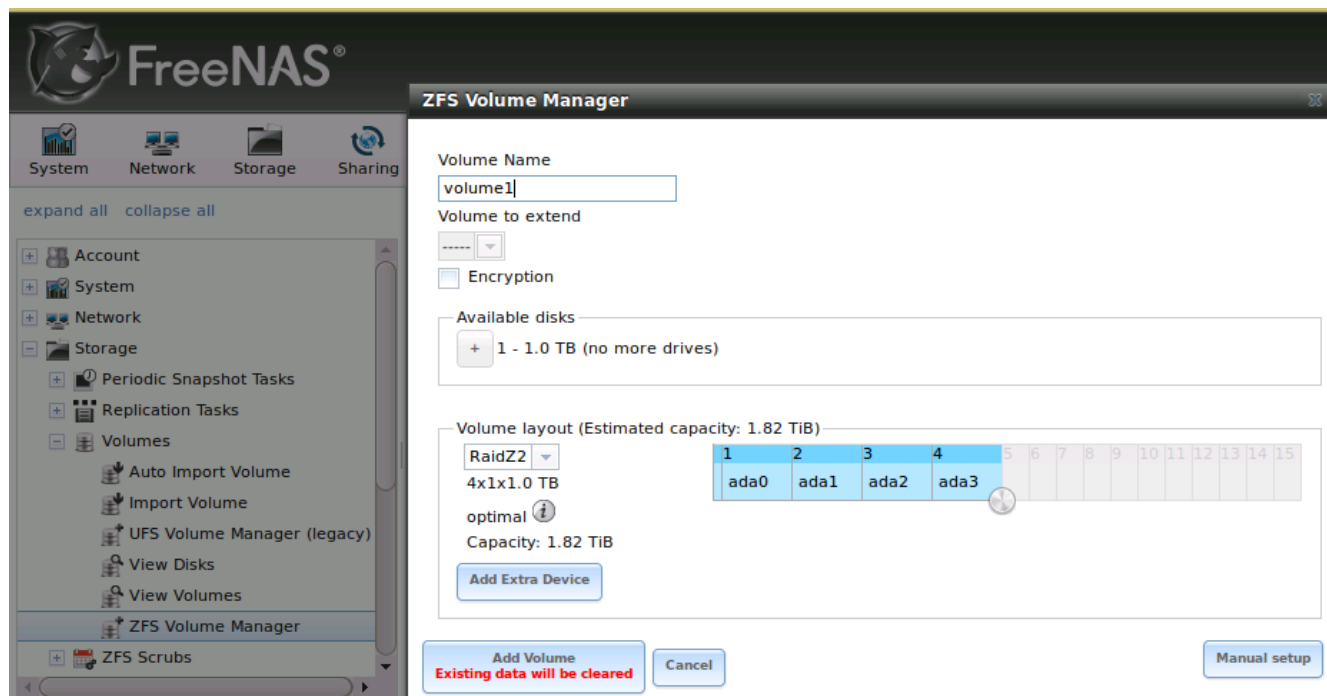 FreeNAS®
System Network Storage Sharing
expand all collapse all
Account
System
Network
Storage
Periodic Snapshot Tasks
Replication Tasks
Volumes
Auto Import Volume
Import Volume
UFS Volume Manager (legacy)
View Disks
View Volumes
ZFS Volume Manager
ZFS Scrubs
ZFS Volume Manager
Volume Name
volume1
Volume to extend
-----
Encryption
Available disks
+ 1 - 1.0 TB (no more drives)
Volume layout (Estimated capacity: 1.82 TiB)
RaidZ2
4x1x1.0 TB
optimal i
Capacity: 1.82 TiB
1 2 3 4 5 6 7 8 9 10 11 12 13 14 15
ada0 ada1 ada2 ada3
Add Extra Device
Add Volume
Existing data will be cleared
Cancel
Manual setup